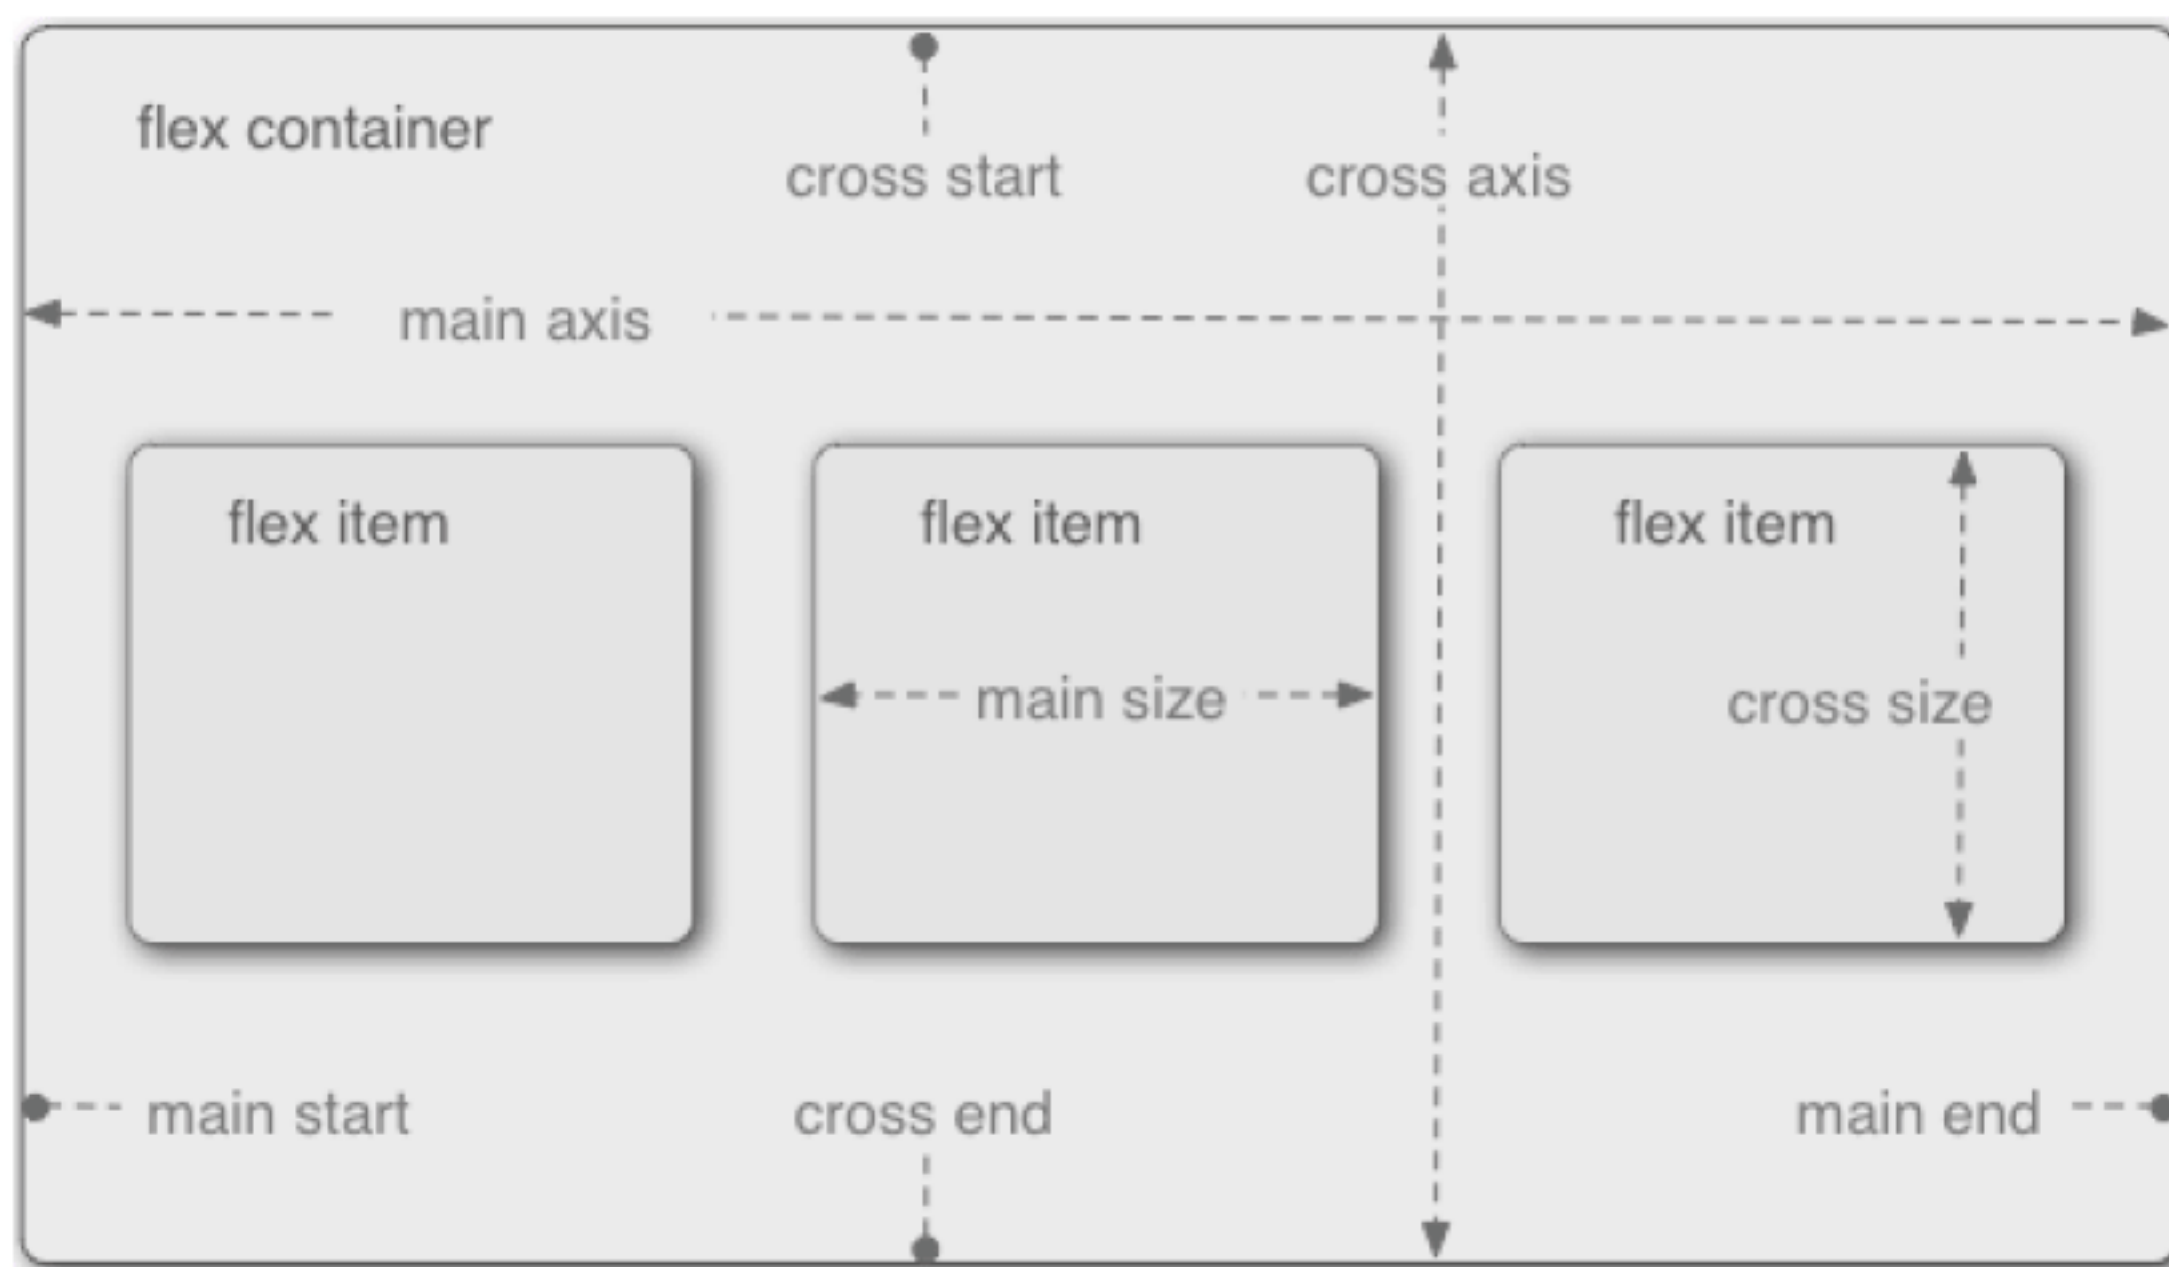 flex container
cross start
cross axis
main axis
flex item
flex item
flex item
main size
cross size
main start
cross end
main end